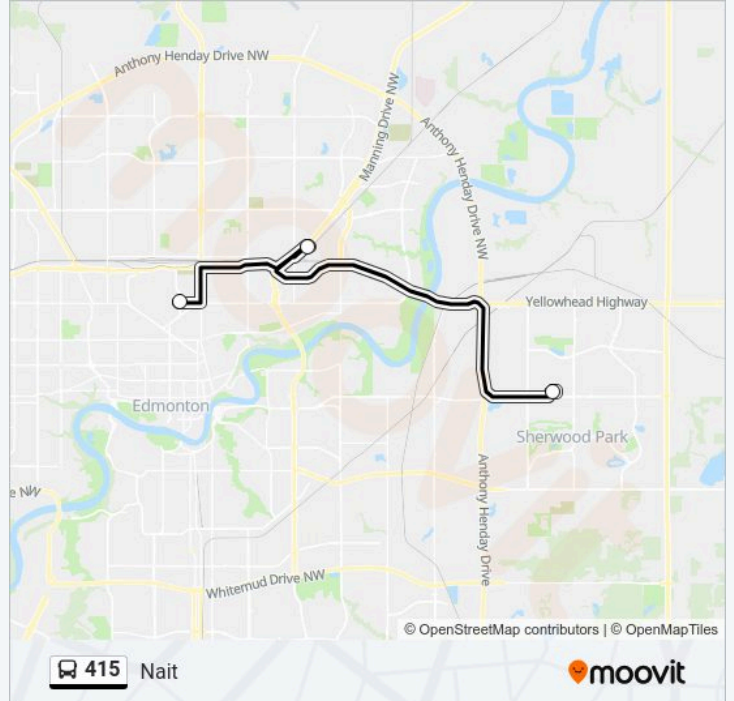 Anthony Henday Drive NW
Manning Drive NW
Anthony Henday Drive NW
Yellowhead Highway
Edmonton
Sherwood Park
e NW
Anthony Henday Drive
Whitemud Drive NW
© OpenStreetMap contributors | © OpenMapTiles
415 Nait
moovit